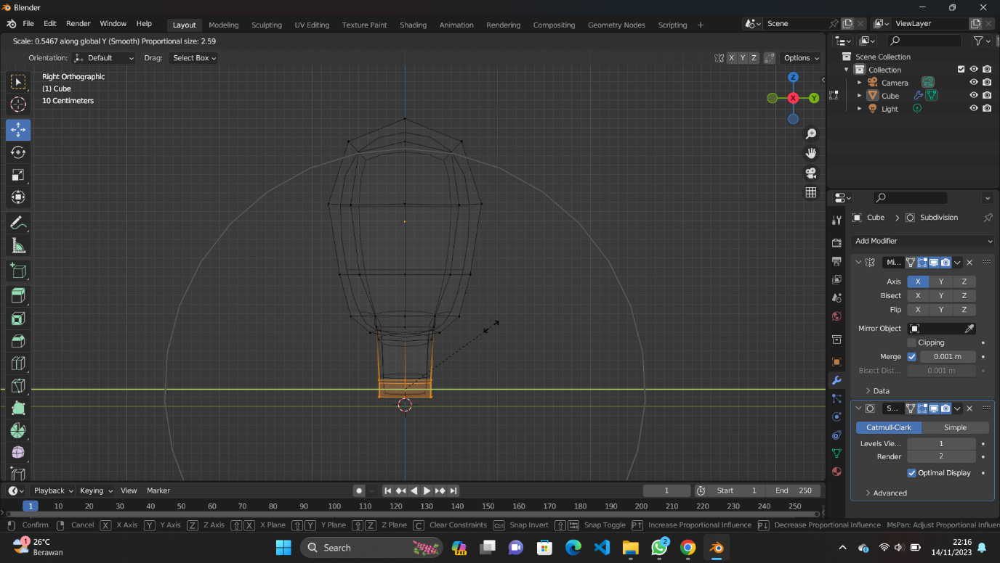 Blender
File Edit Render Window Help Layout Modeling Sculpting UV Editing Texture Paint Shading Animation Rendering Compositing Geometry Nodes Scripting + Scene ViewLayer
Scale: 0.5467 along global Y (Smooth) Proportional size: 2.59
Orientation: Default Drag: Select Box X Y Z Options
Right Orthographic
(1) Cube
10 Centimeters
Z
X Y
Scene Collection
Collection
Camera
Cube
Light
Cube > Subdivision
Add Modifier
Mi...
Axis X Y Z
Bisect X Y Z
Flip X Y Z
Mirror Object
Clipping
Merge 0.001 m
Bisect Dist... 0.001 m
Data
S...
Catmull-Clark Simple
Levels Vie... 1
Render 2
Optimal Display
Advanced
Playback Keying View Marker 1 Start 1 End 250
1 10 20 30 40 50 60 70 80 90 100 110 120 130 140 150 160 170 180 190 200 210 220 230 240 250
Confirm Cancel X X Axis Y Y Axis Z Z Axis X X Plane Y Y Plane Z Z Plane C Clear Constraints Ctrl Snap Invert Snap Toggle P↑ Increase Proportional Influence P↓ Decrease Proportional Influence MsPan: Adjust Proportional Influen
1 26°C
Berawan
Search
PRE
2
22:16
14/11/2023